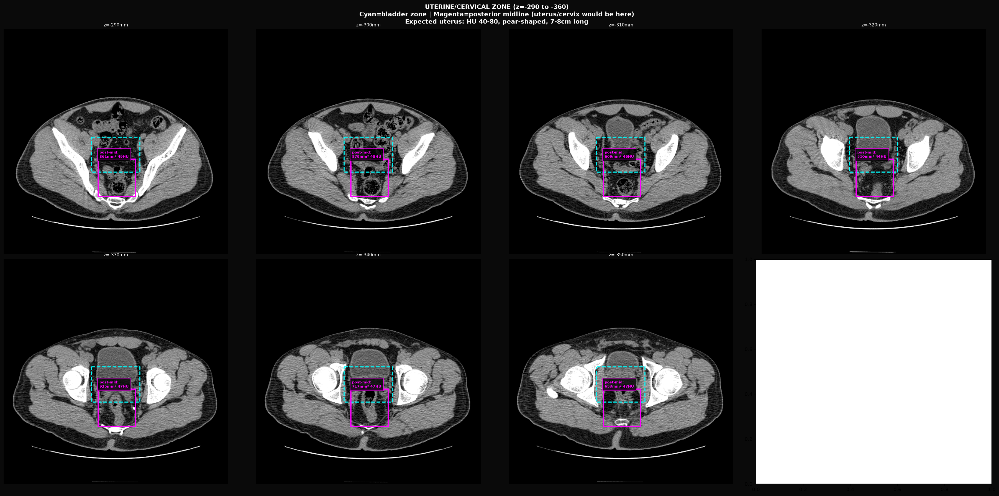 UTERINE/CERVICAL ZONE (z=-290 to -360)
Cyan=bladder zone | Magenta=posterior midline (uterus/cervix would be here)
Expected uterus: HU 40-80, pear-shaped, 7-8cm long
z=-290mm
z=-300mm
z=-310mm
z=-320mm
post-mid:
861mm² 49HU
post-mid:
879mm² 48HU
post-mid:
609mm² 46HU
post-mid:
510mm² 44HU
z=-330mm
z=-340mm
z=-350mm
post-mid:
925mm² 47HU
post-mid:
717mm² 47HU
post-mid:
653mm² 47HU
1.0
0.8
0.6
0.4
0.2
0.0
0.0
0.2
0.4
0.6
0.8
1.0